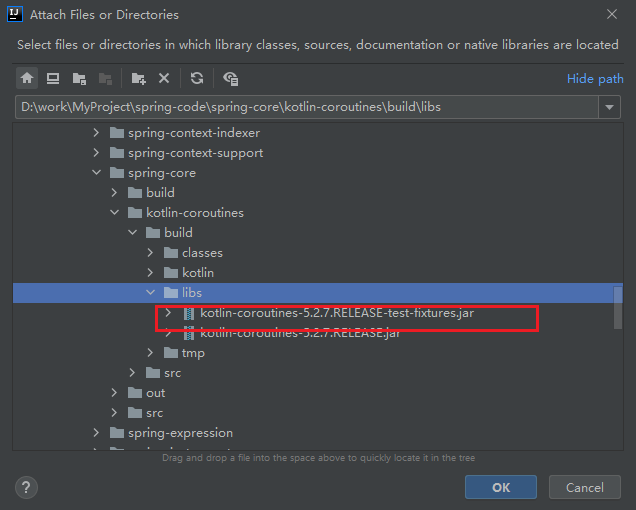 Attach Files or Directories
Select files or directories in which library classes, sources, documentation or native libraries are located
Hide path
D:\work\MyProject\spring-code\spring-core\kotlin-coroutines\build\libs
spring-context-indexer
spring-context-support
spring-core
build
kotlin-coroutines
build
classes
kotlin
libs
kotlin-coroutines-5.2.7.RELEASE-test-fixtures.jar
kotlin-coroutines-5.2.7.RELEASE.jar
tmp
src
out
src
spring-expression
Drag and drop a file into the space above to quickly locate it in the tree
?
OK
Cancel